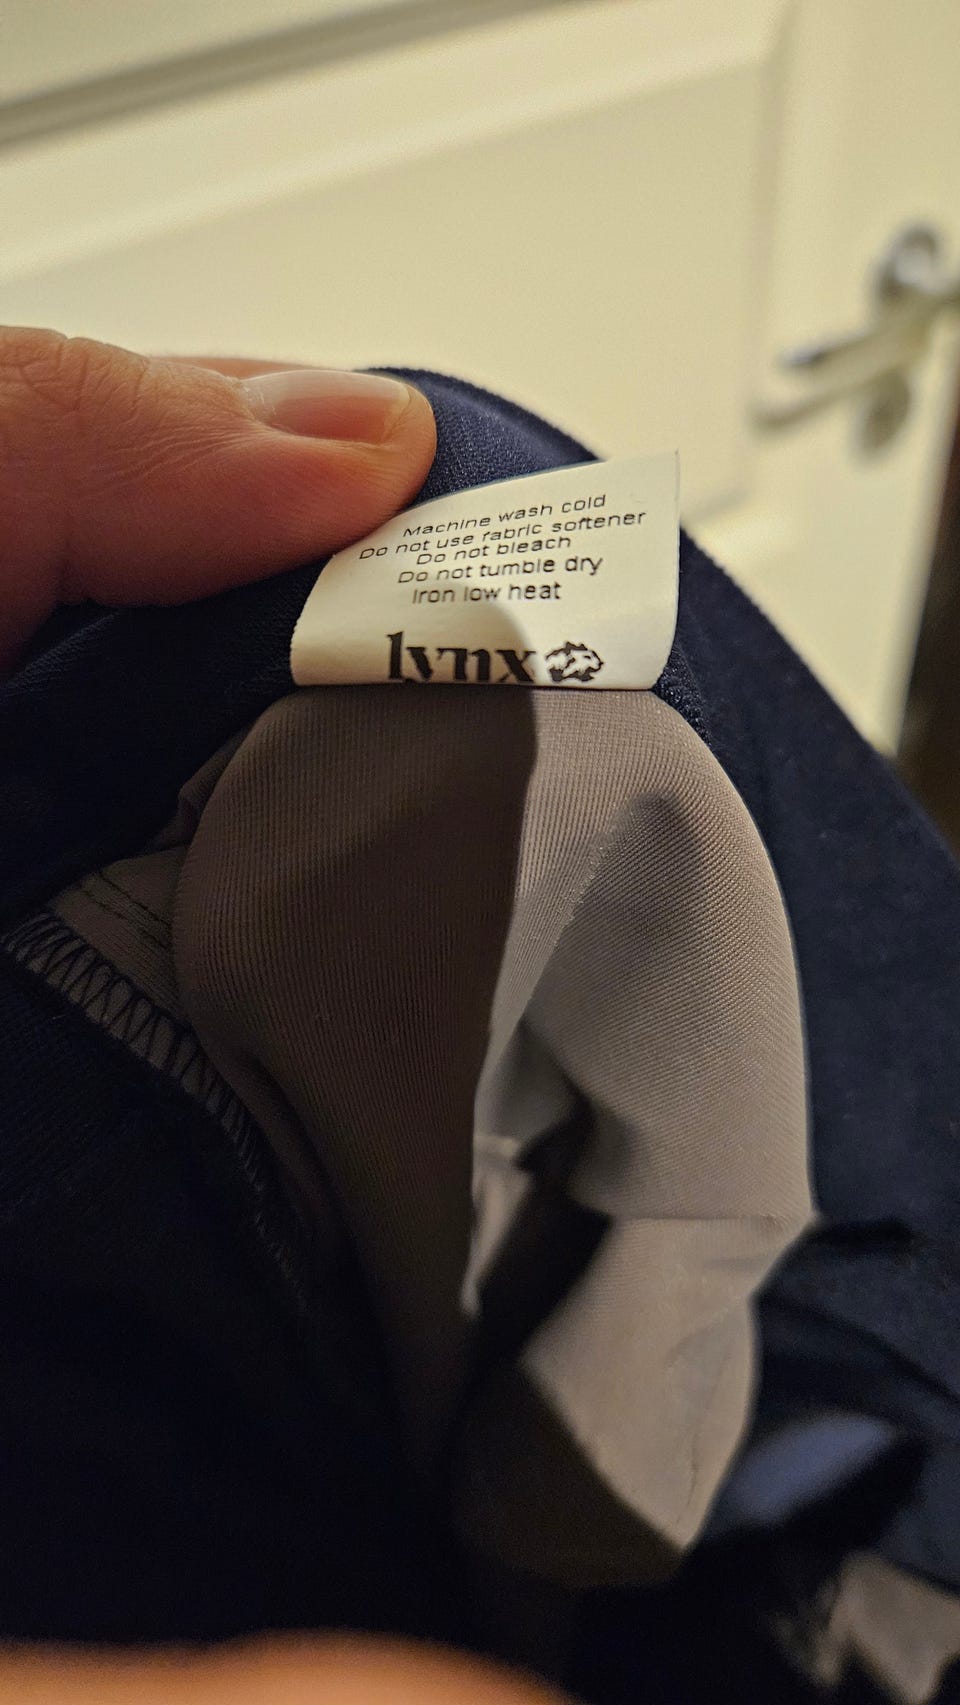 Machine wash cold
Do not use fabric softener
Do not bleach
Do not tumble dry
Iron low heat
lynx